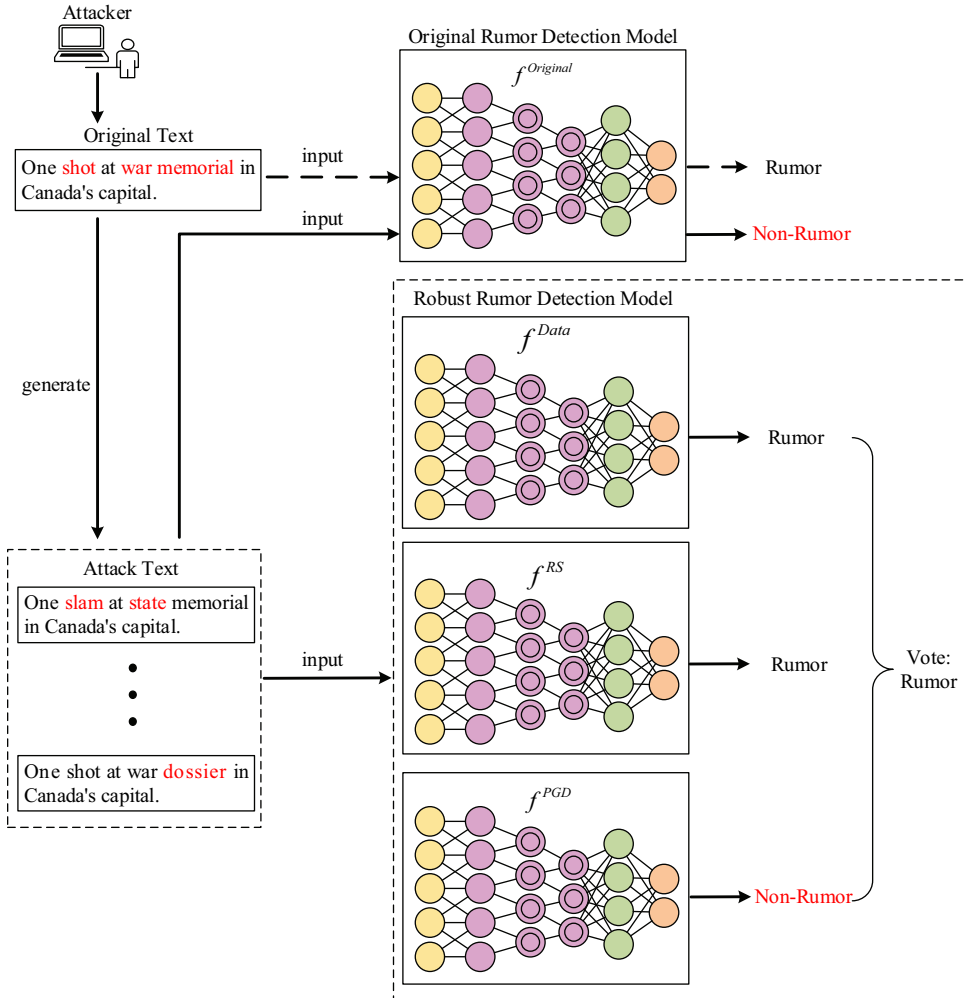 Attacker
Original Text
One shot at war memorial in
Canada's capital.
input
input
Original Rumor Detection Model
f^Original
Rumor
Non-Rumor
generate
Attack Text
One slam at state memorial
in Canada's capital.
One shot at war dossier in
Canada's capital.
input
Robust Rumor Detection Model
f^Data
Rumor
f^RS
Rumor
f^PGD
Non-Rumor
Vote:
Rumor